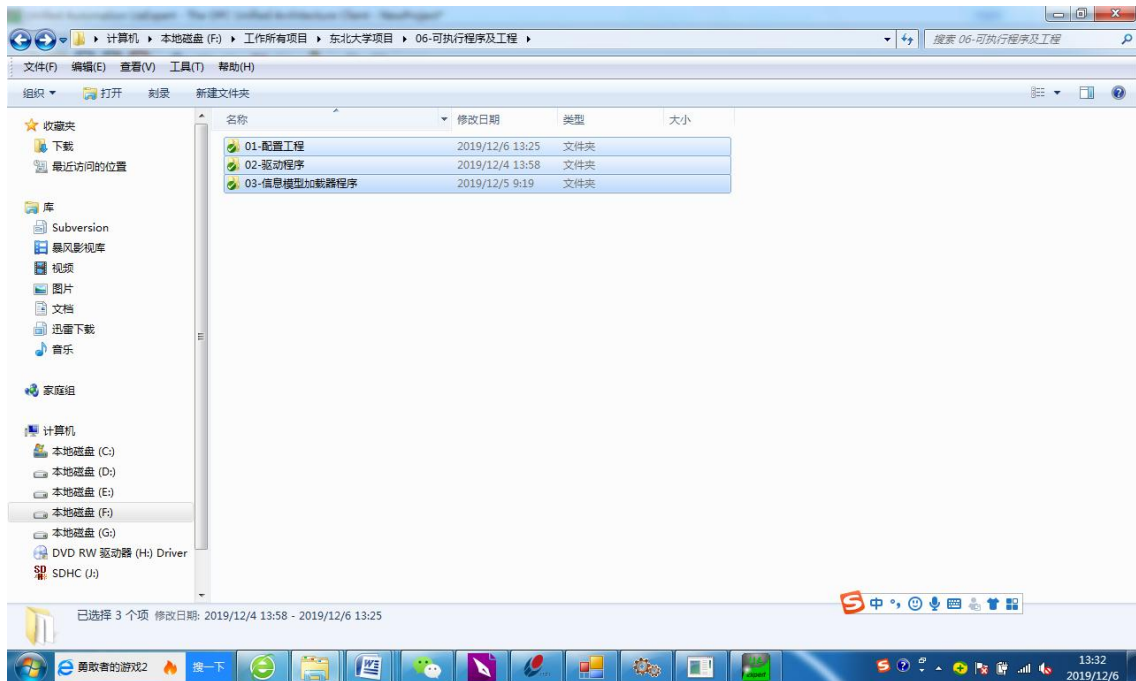 计算机 ▸ 本地磁盘 (F:) ▸ 工作所有项目 ▸ 东北大学项目 ▸ 06-可执行程序及工程 ▸
搜索 06-可执行程序及工程
文件(F) 编辑(E) 查看(V) 工具(T) 帮助(H)
组织 打开 刻录 新建文件夹
收藏夹
下载
最近访问的位置
库
Subversion
暴风影视库
视频
图片
文档
迅雷下载
音乐
家庭组
计算机
本地磁盘 (C:)
本地磁盘 (D:)
本地磁盘 (E:)
本地磁盘 (F:)
本地磁盘 (G:)
DVD RW 驱动器 (H:) Driver
SDHC (J:)
名称 修改日期 类型 大小
01-配置工程 2019/12/6 13:25 文件夹
02-驱动程序 2019/12/4 13:58 文件夹
03-信息模型加载器程序 2019/12/5 9:19 文件夹
已选择 3 个项 修改日期: 2019/12/4 13:58 - 2019/12/6 13:25
中
勇敢者的游戏2 搜一下
13:32
2019/12/6